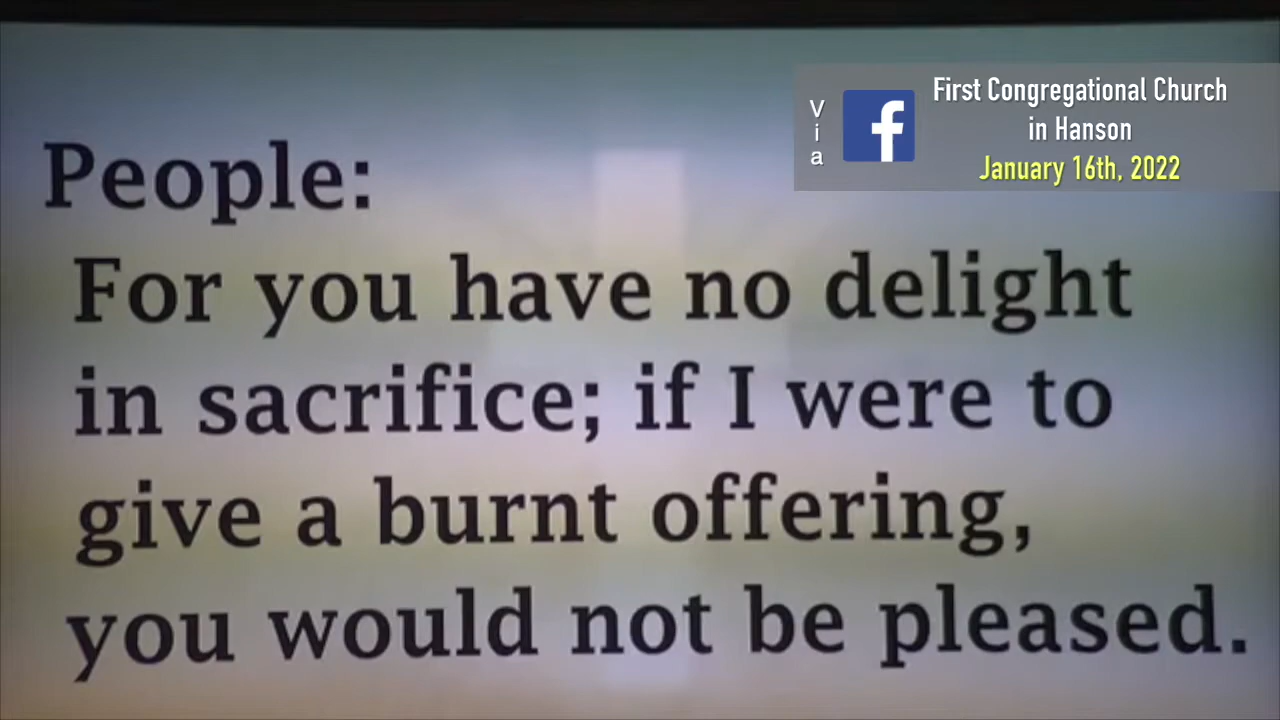 Via
f
First Congregational Church
in Hanson
January 16th, 2022
People:
For you have no delight
in sacrifice; if I were to
give a burnt offering,
you would not be pleased.